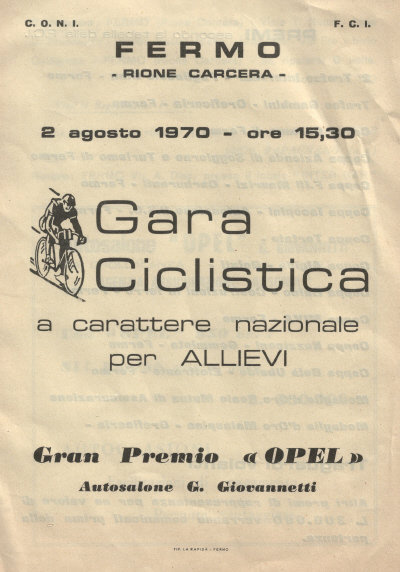 C. O. N. I. F. C. I.
FERMO
- RIONE CARCERA -
2 agosto 1970 - ore 15,30
Gara
Ciclistica
a carattere nazionale
per ALLIEVI
Gran Premio «OPEL»
Autosalone G. Giovannetti
TIP. LA RAPIDA - FERMO